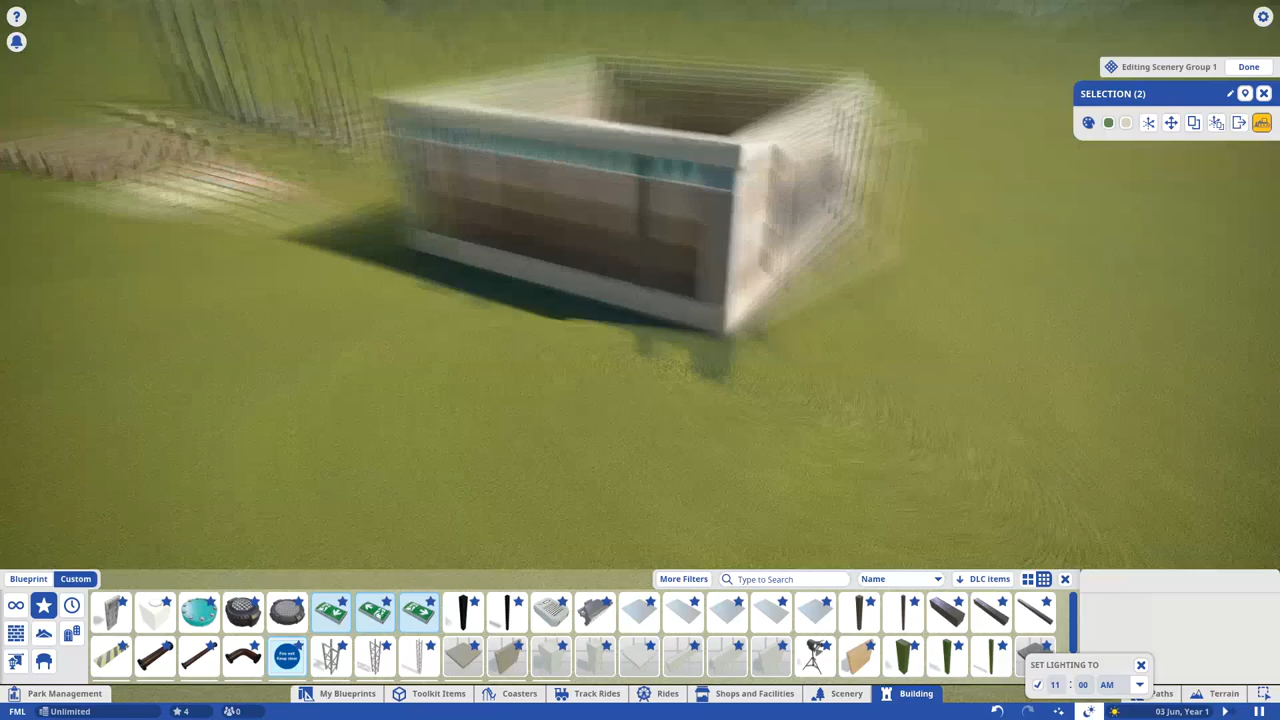 ?
Editing Scenery Group 1
Done
SELECTION (2)
Blueprint
Custom
More Filters
Type to Search
Name
DLC items
SET LIGHTING TO
11 : 00 AM
Park Management
My Blueprints
Toolkit Items
Coasters
Track Rides
Rides
Shops and Facilities
Scenery
Building
Paths
Terrain
FML
Unlimited
4
0
03 Jun, Year 1